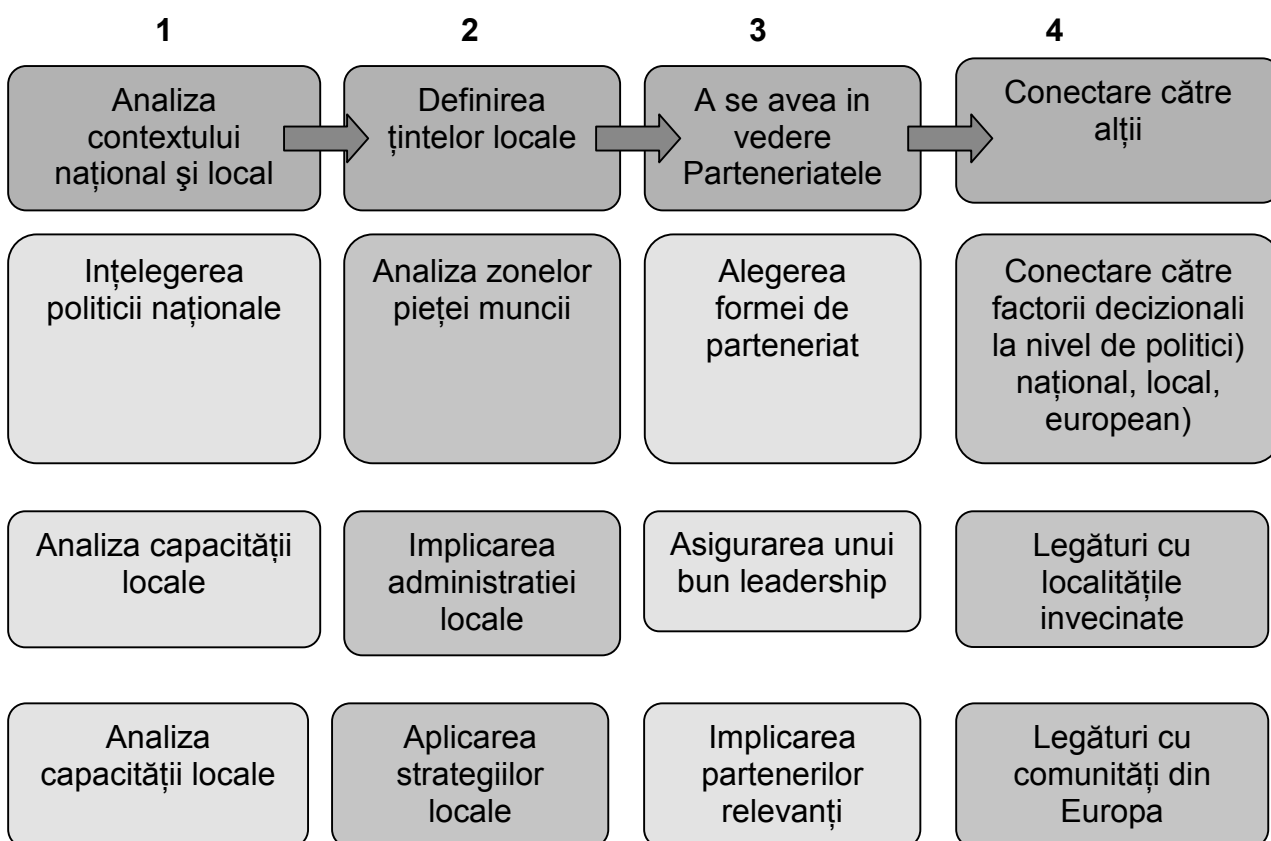 1
2
3
4
Analiza
contextului
național şi local
Definirea
țintelor locale
A se avea in
vedere
Parteneriatele
Conectare către
alții
Ințelegerea
politicii naționale
Analiza zonelor
pieței muncii
Alegerea
formei de
parteneriat
Conectare către
factorii decizionali
la nivel de politici)
național, local,
european)
Analiza capacității
locale
Implicarea
administratiei
locale
Asigurarea unui
bun leadership
Legături cu
localitățile
invecinate
Analiza
capacității locale
Aplicarea
strategiilor
locale
Implicarea
partenerilor
relevanți
Legături cu
comunități din
Europa